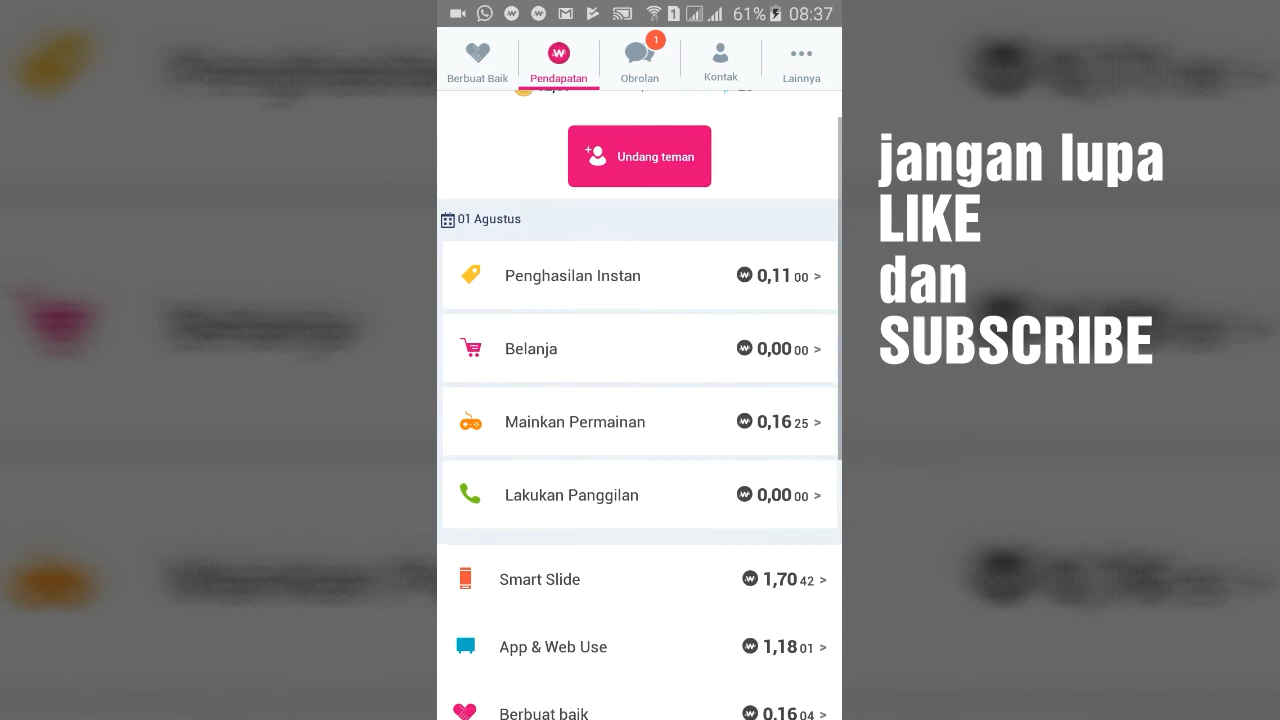 61% 08:37
Berbuat Baik
Pendapatan
1
Obrolan
Kontak
Lainnya
Undang teman
01 Agustus
Penghasilan Instan 0,11 00 >
Belanja 0,00 00 >
Mainkan Permainan 0,16 25 >
Lakukan Panggilan 0,00 00 >
Smart Slide 1,70 42 >
App & Web Use 1,18 01 >
Berbuat baik 0,16 04 >
jangan lupa
LIKE
dan
SUBSCRIBE